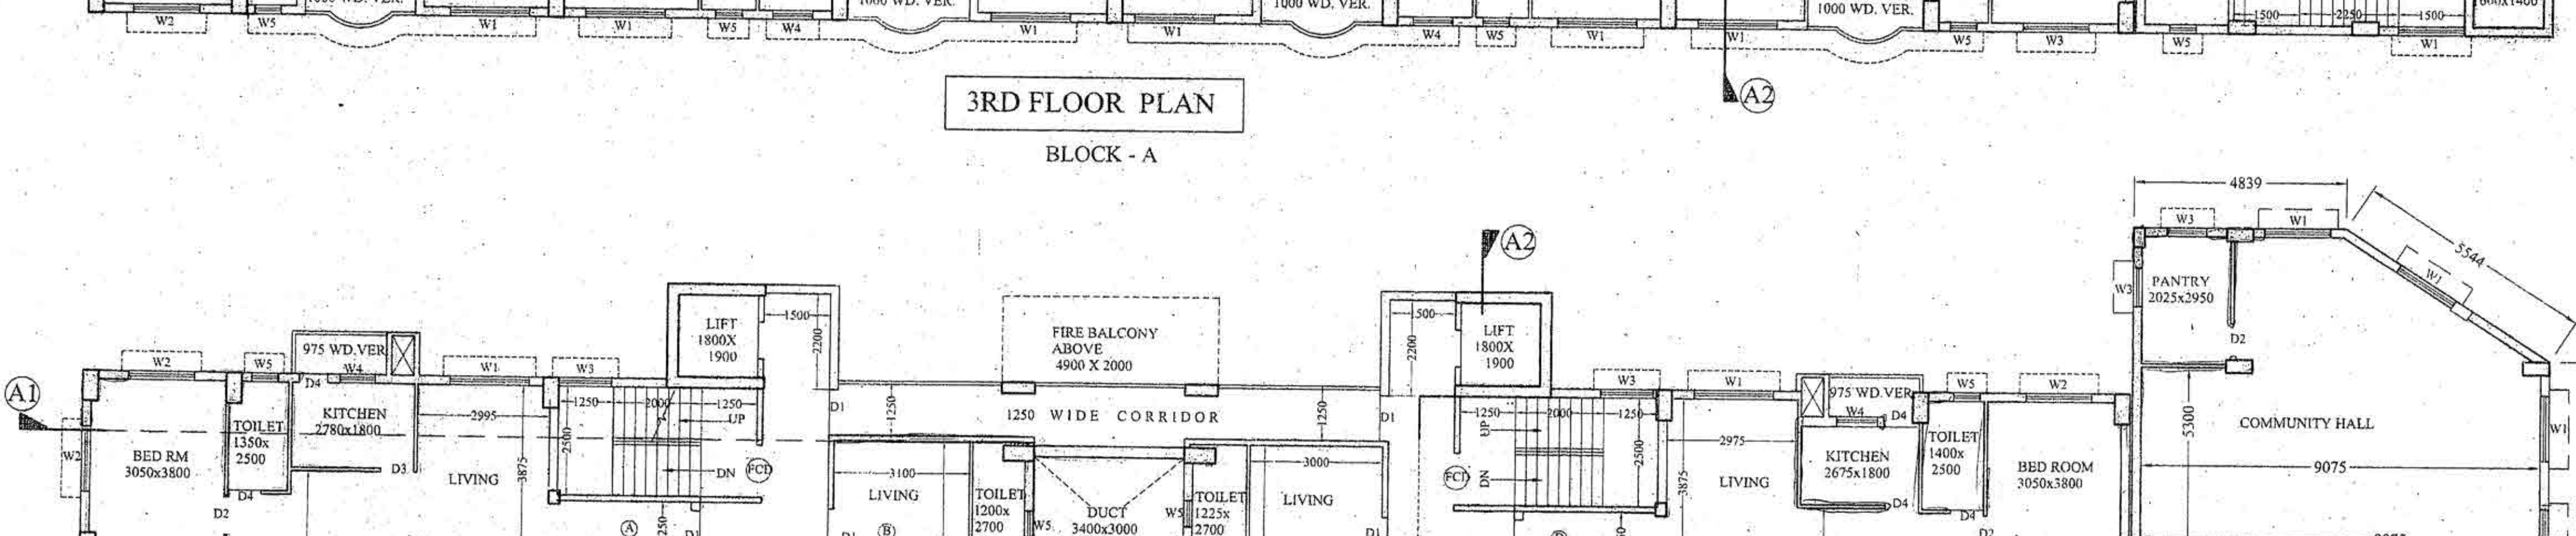 1000 WD. VER.
1000 WD. VER.
1000 WD. VER.
1000 WD. VER.
1500
2250
1500
W2
W5
W1
W1
W5
W4
W1
W1
W4
W5
W1
W1
W5
W3
W5
W1
3RD FLOOR PLAN
A2
BLOCK - A
4839
W3
W1
5544
W1
A2
PANTRY
2025x2950
W3
D2
LIFT
1800X
1900
1500
2200
FIRE BALCONY
ABOVE
4900 X 2000
1500
2200
LIFT
1800X
1900
W2
W5
975 WD.VER
W4
D4
W1
W3
W3
W1
975 WD.VER
W4
D4
W5
W2
A1
W2
BED RM
3050x3800
TOILET
1350x
2500
KITCHEN
2780x1800
2995
LIVING
3875
D3
D4
D2
1250
2000
1250
UP
2500
DN
FCD
D1
1250
1250 WIDE CORRIDOR
1250
D1
3100
LIVING
TOILET
1200x
2700
W5
DUCT
3400x3000
W5
TOILET
1225x
2700
3000
LIVING
D1
B
D1
A
D1
FCD
1250
2000
1250
UP
DN
2500
2975
3875
LIVING
KITCHEN
2675x1800
D4
TOILET
1400x
2500
D4
D2
BED ROOM
3050x3800
5300
COMMUNITY HALL
9075
W1